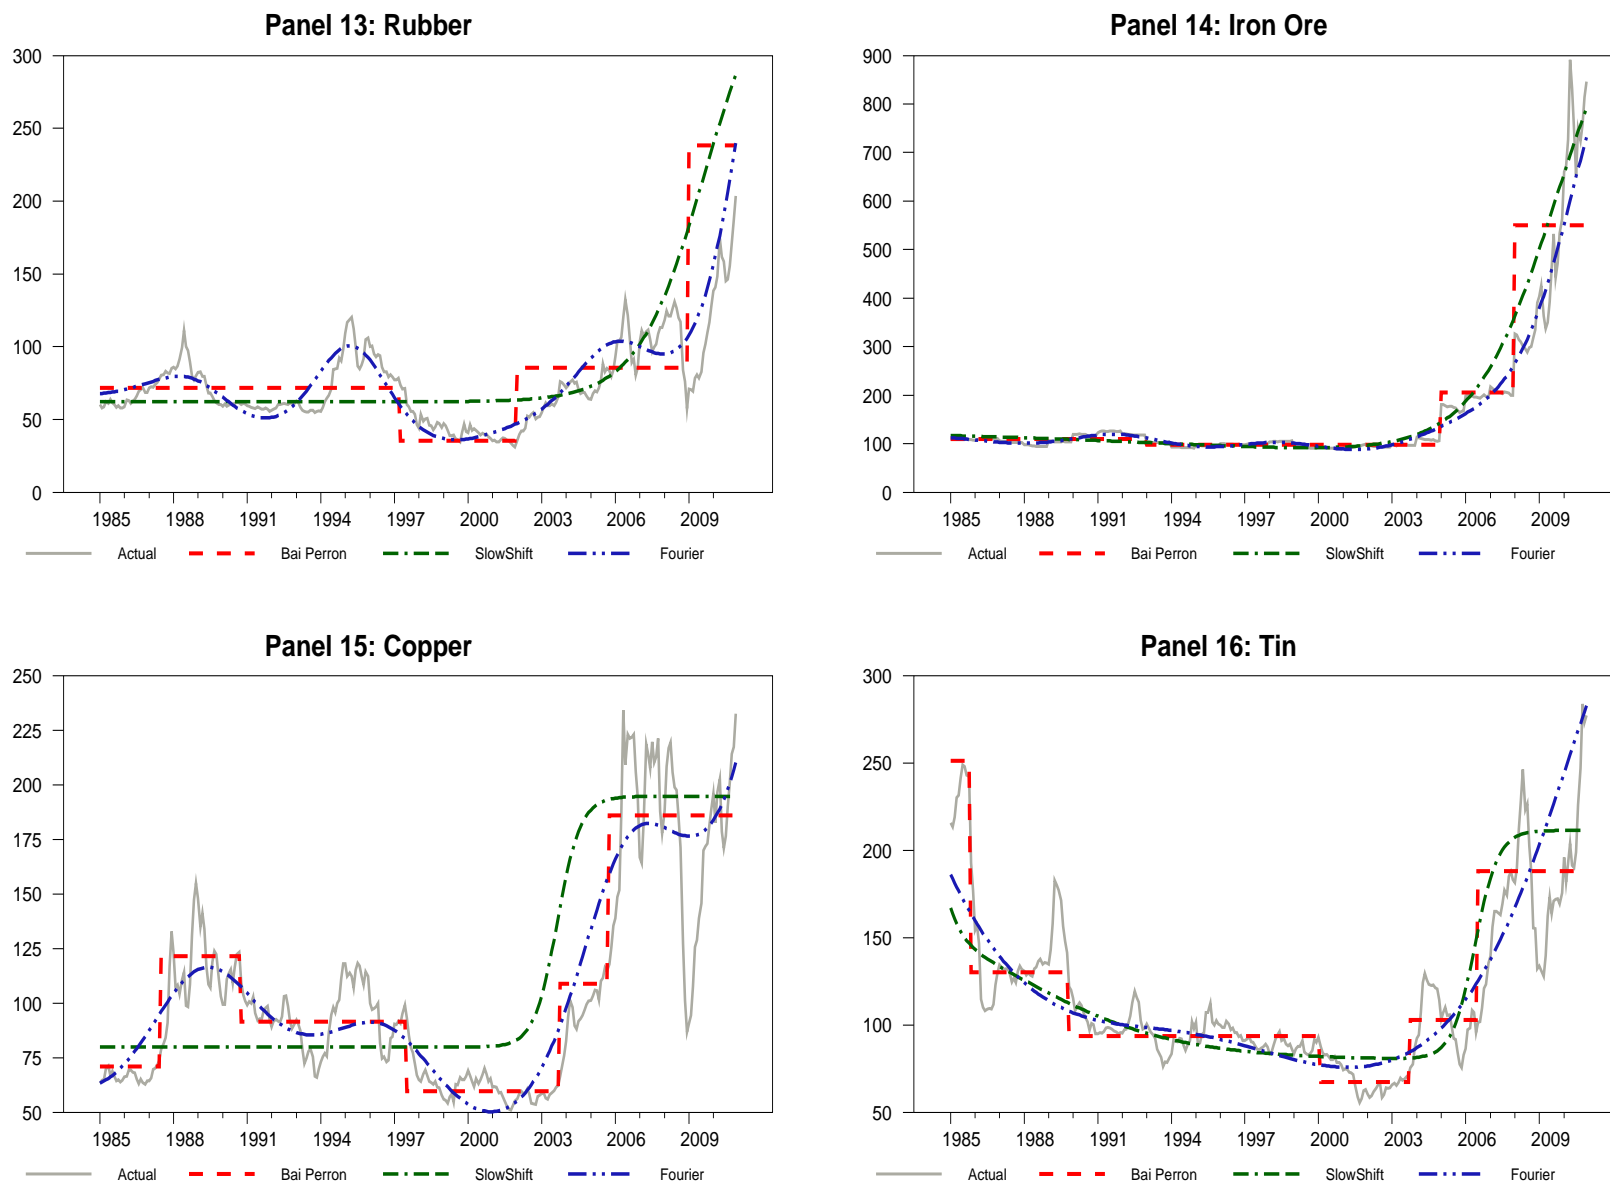 Panel 13: Rubber
300
250
200
150
100
50
0
1985 1988 1991 1994 1997 2000 2003 2006 2009
Actual Bai Perron SlowShift Fourier
Panel 14: Iron Ore
900
800
700
600
500
400
300
200
100
0
1985 1988 1991 1994 1997 2000 2003 2006 2009
Actual Bai Perron SlowShift Fourier
Panel 15: Copper
250
225
200
175
150
125
100
75
50
1985 1988 1991 1994 1997 2000 2003 2006 2009
Actual Bai Perron SlowShift Fourier
Panel 16: Tin
300
250
200
150
100
50
1985 1988 1991 1994 1997 2000 2003 2006 2009
Actual Bai Perron SlowShift Fourier